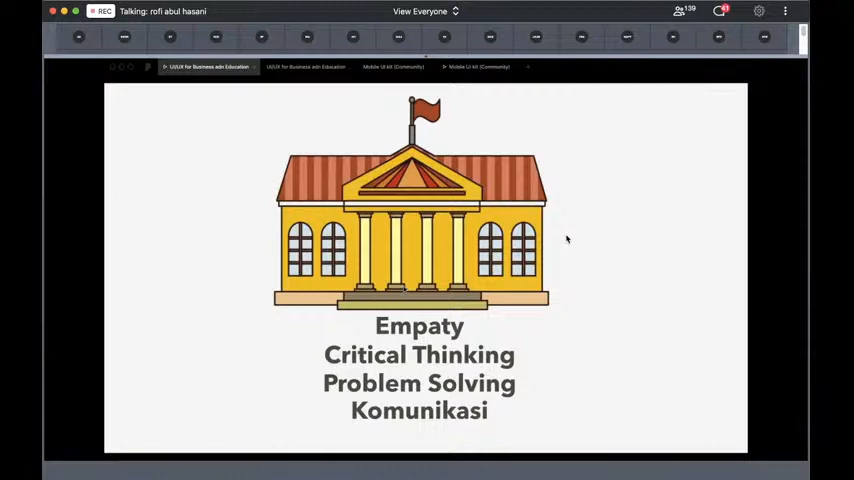 REC
Talking: rofi abul hasani
View Everyone
139
41
UI/UX for Business adn Education
UI/UX for Business adn Education
Mobile UI kit (Community)
Mobile UI kit (Community)
Empaty
Critical Thinking
Problem Solving
Komunikasi